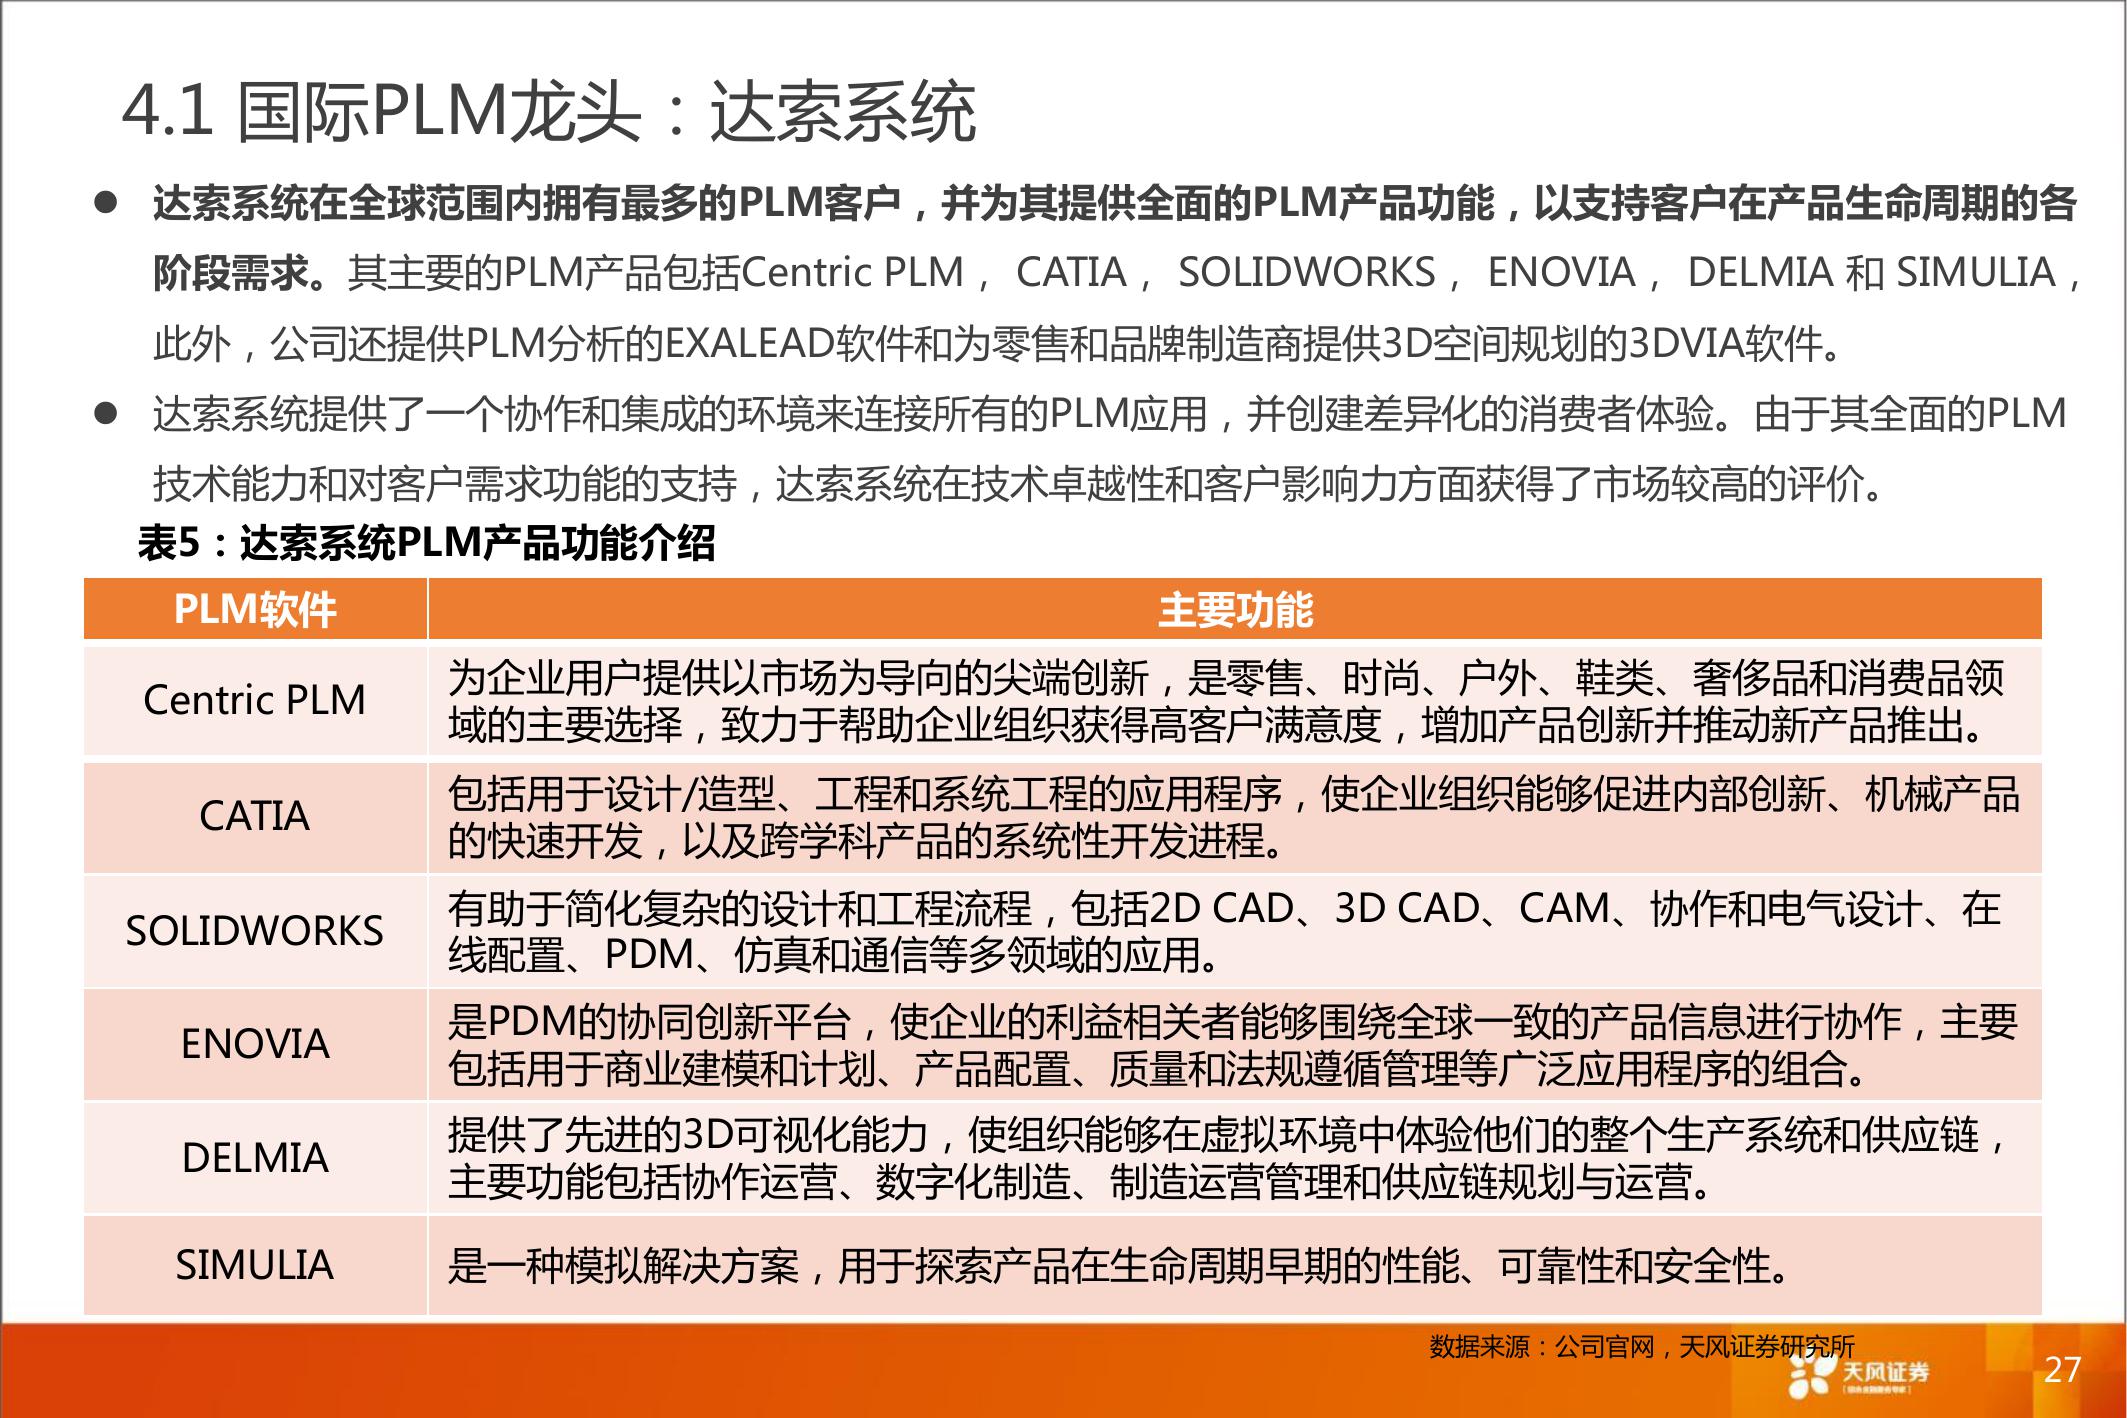 4.1 国际PLM龙头：达索系统
● 达索系统在全球范围内拥有最多的PLM客户，并为其提供全面的PLM产品功能，以支持客户在产品生命周期的各
阶段需求。其主要的PLM产品包括Centric PLM， CATIA， SOLIDWORKS， ENOVIA， DELMIA 和 SIMULIA，
此外，公司还提供PLM分析的EXALEAD软件和为零售和品牌制造商提供3D空间规划的3DVIA软件。
● 达索系统提供了一个协作和集成的环境来连接所有的PLM应用，并创建差异化的消费者体验。由于其全面的PLM
技术能力和对客户需求功能的支持，达索系统在技术卓越性和客户影响力方面获得了市场较高的评价。
表5：达索系统PLM产品功能介绍
PLM软件 主要功能
Centric PLM
为企业用户提供以市场为导向的尖端创新，是零售、时尚、户外、鞋类、奢侈品和消费品领
域的主要选择，致力于帮助企业组织获得高客户满意度，增加产品创新并推动新产品推出。
CATIA
包括用于设计/造型、工程和系统工程的应用程序，使企业组织能够促进内部创新、机械产品
的快速开发，以及跨学科产品的系统性开发进程。
SOLIDWORKS
有助于简化复杂的设计和工程流程，包括2D CAD、3D CAD、CAM、协作和电气设计、在
线配置、PDM、仿真和通信等多领域的应用。
ENOVIA
是PDM的协同创新平台，使企业的利益相关者能够围绕全球一致的产品信息进行协作，主要
包括用于商业建模和计划、产品配置、质量和法规遵循管理等广泛应用程序的组合。
DELMIA
提供了先进的3D可视化能力，使组织能够在虚拟环境中体验他们的整个生产系统和供应链，
主要功能包括协作运营、数字化制造、制造运营管理和供应链规划与运营。
SIMULIA
是一种模拟解决方案，用于探索产品在生命周期早期的性能、可靠性和安全性。
数据来源：公司官网，天风证券研究所
天风证券
27